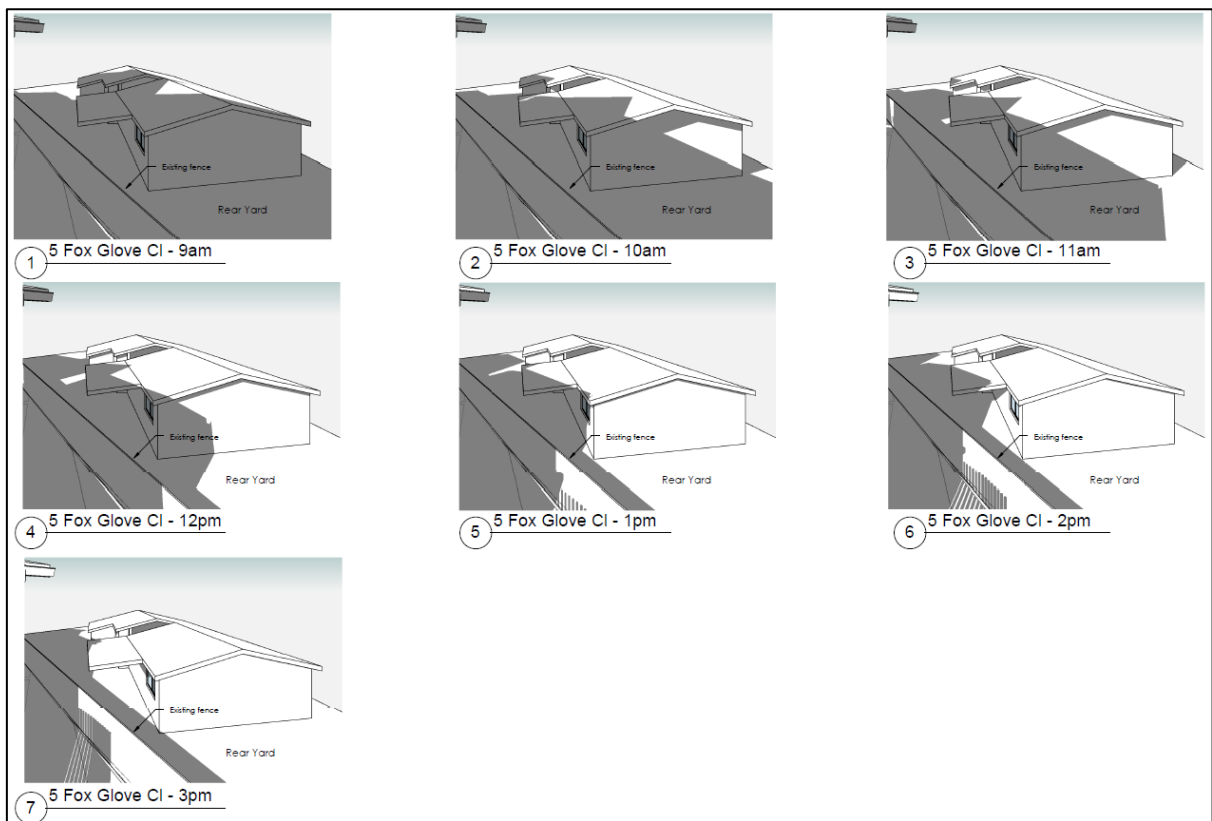 Existing fence
Rear Yard
1 5 Fox Glove Cl - 9am
Existing fence
Rear Yard
2 5 Fox Glove Cl - 10am
Existing fence
Rear Yard
3 5 Fox Glove Cl - 11am
Existing fence
Rear Yard
4 5 Fox Glove Cl - 12pm
Existing fence
Rear Yard
5 5 Fox Glove Cl - 1pm
Existing fence
Rear Yard
6 5 Fox Glove Cl - 2pm
Existing fence
Rear Yard
7 5 Fox Glove Cl - 3pm